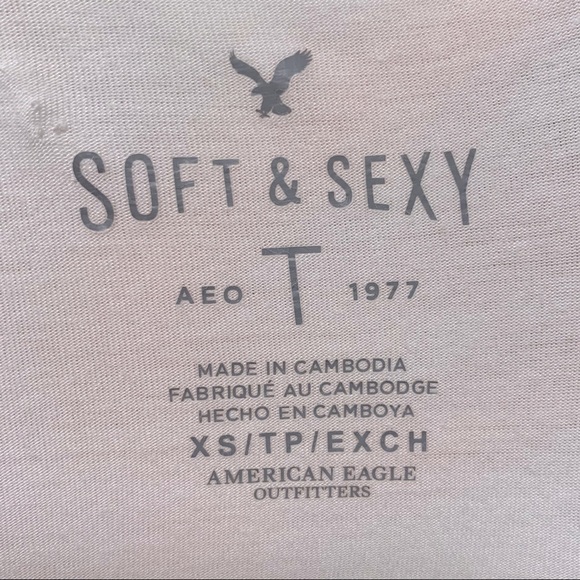 SOFT & SEXY
AEO T 1977
MADE IN CAMBODIA
FABRIQUÉ AU CAMBODGE
HECHO EN CAMBOYA
XS/TP/EXCH
AMERICAN EAGLE
OUTFITTERS